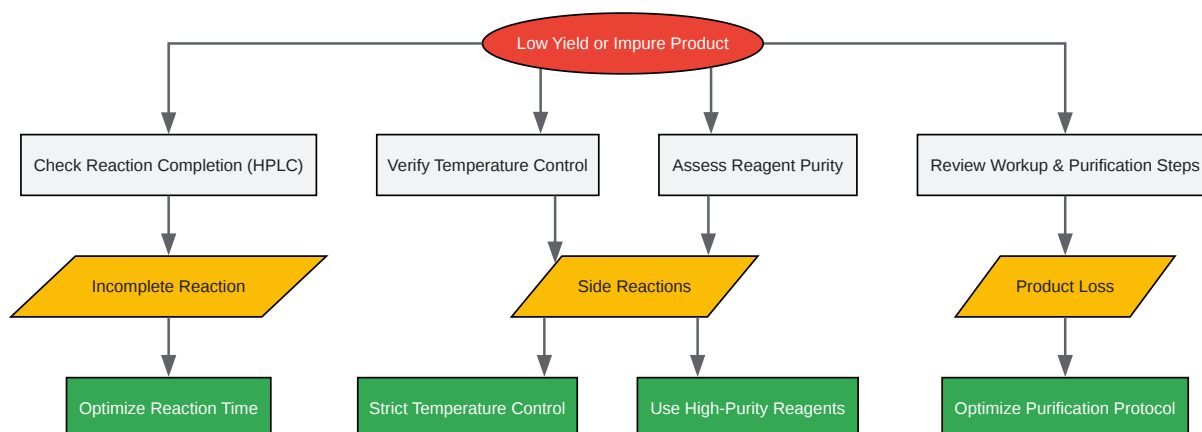 Low Yield or Impure Product
Check Reaction Completion (HPLC)
Verify Temperature Control
Assess Reagent Purity
Review Workup & Purification Steps
Incomplete Reaction
Side Reactions
Product Loss
Optimize Reaction Time
Strict Temperature Control
Use High-Purity Reagents
Optimize Purification Protocol